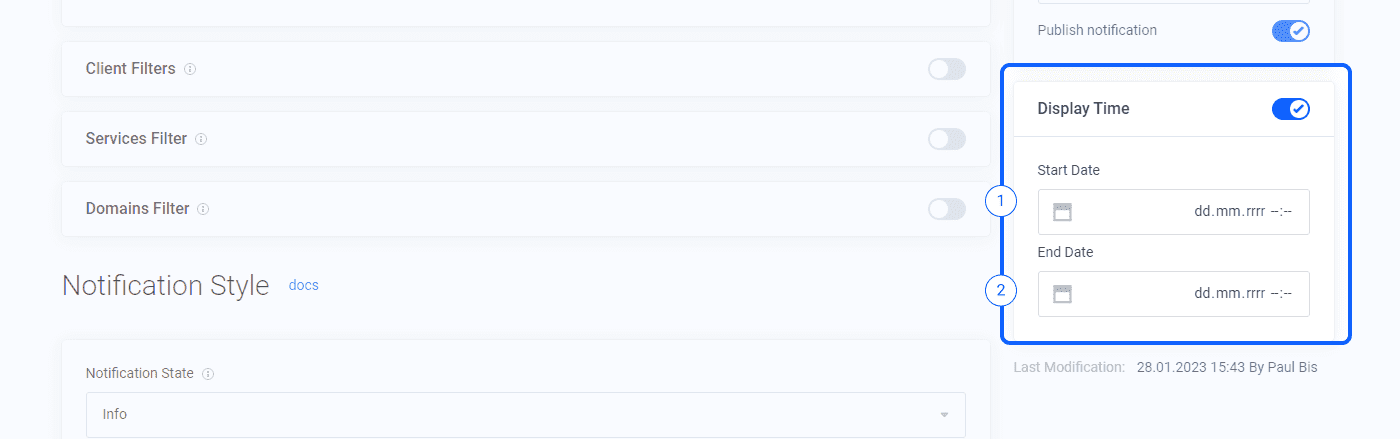 Client Filters
Services Filter
Domains Filter
Notification Style docs
Notification State
Info
Publish notification
Display Time
Start Date
1
dd.mm.rrrr --:--
End Date
2
dd.mm.rrrr --:--
Last Modification: 28.01.2023 15:43 By Paul Bis